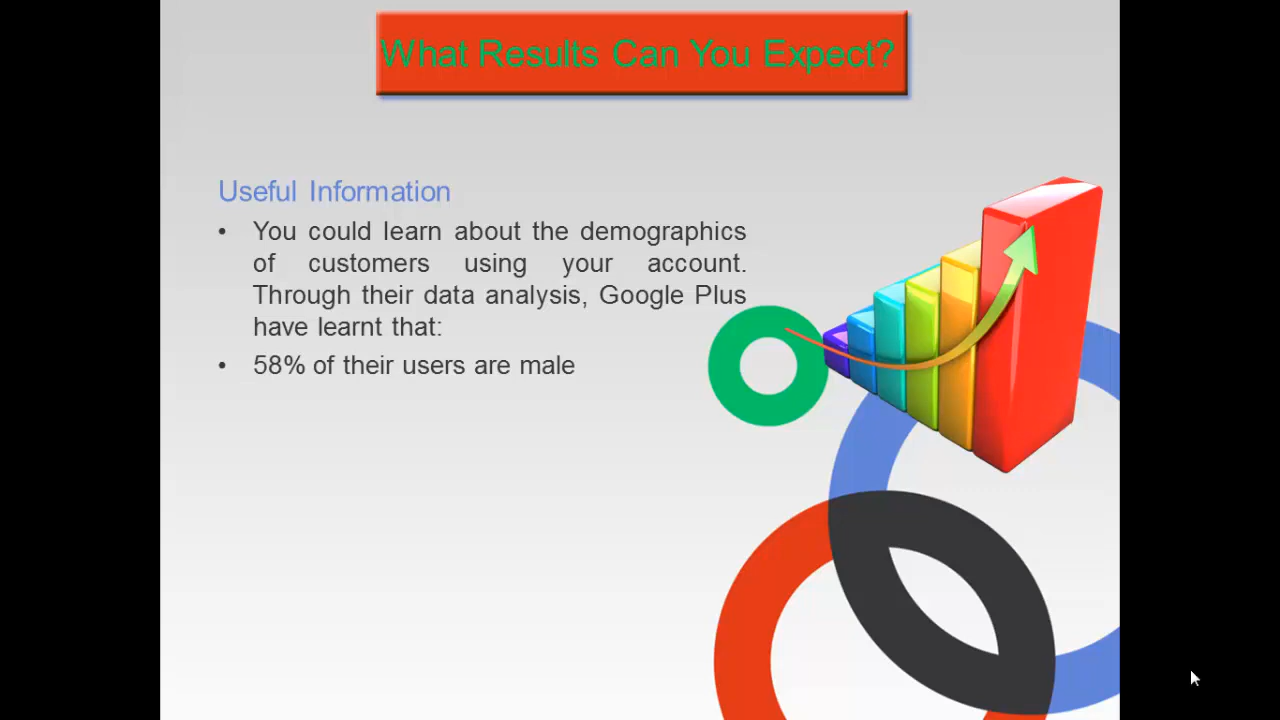 What Results Can You Expect?
Useful Information
• You could learn about the demographics
of customers using your account.
Through their data analysis, Google Plus
have learnt that:
• 58% of their users are male